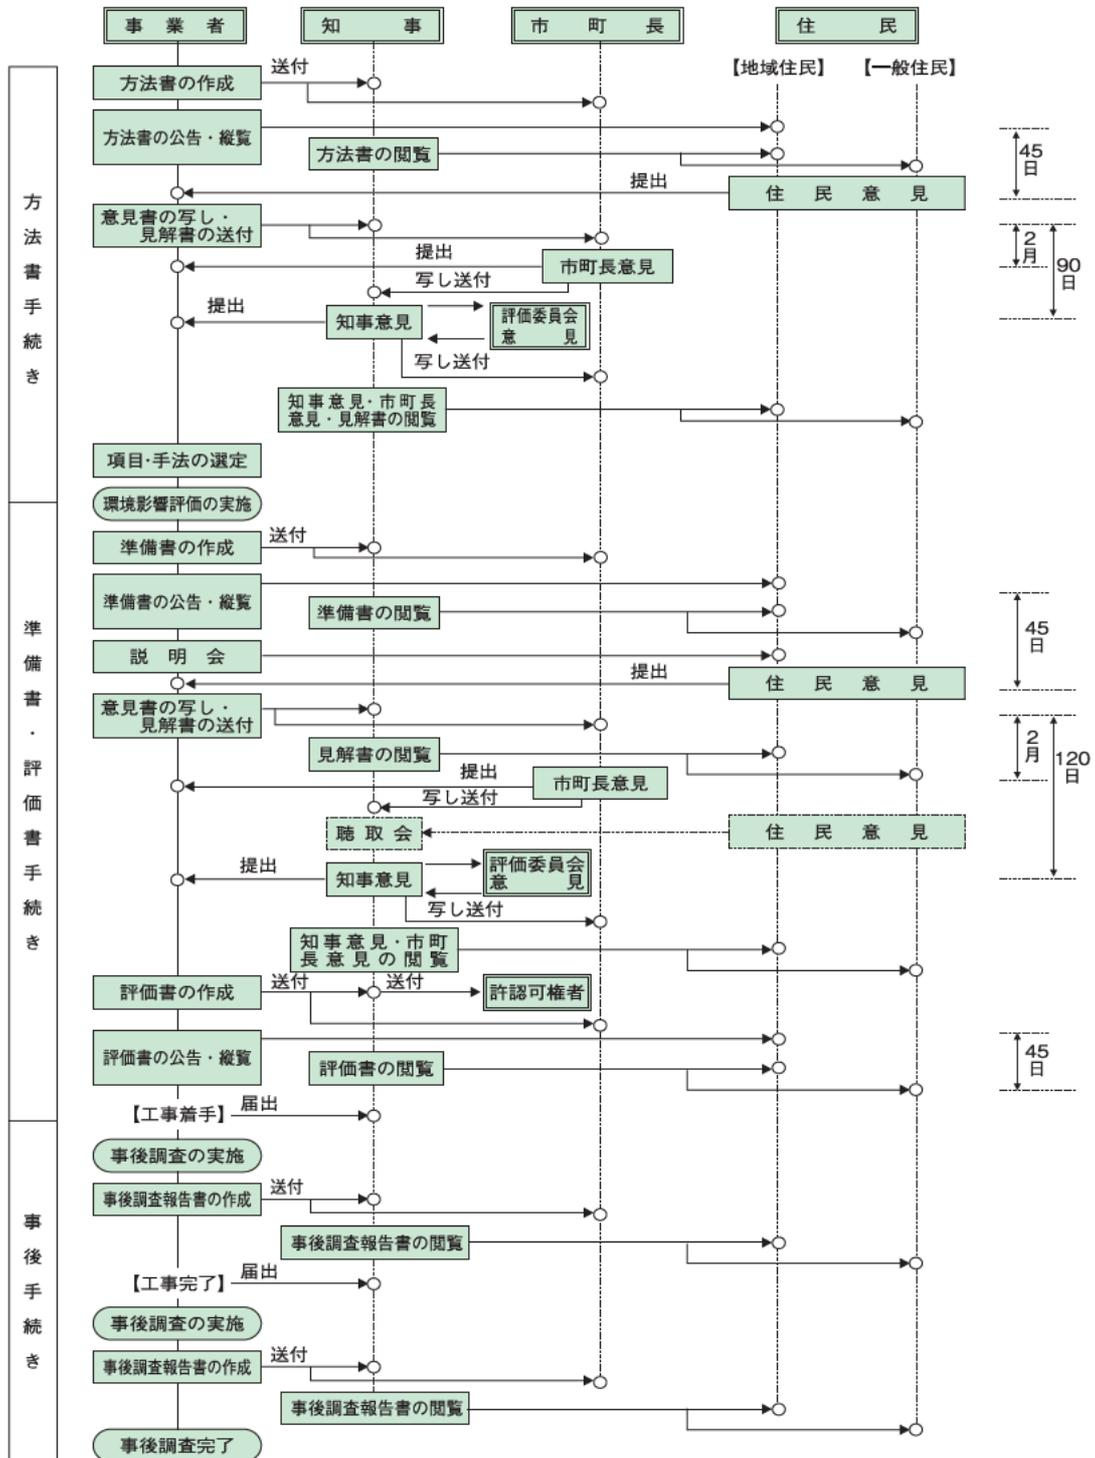 事業者
知事
市町長
住民
【地域住民】
【一般住民】
方法書手続き
方法書の作成
送付
方法書の公告・縦覧
方法書の閲覧
45
日
提出
住民意見
意見書の写し・
見解書の送付
2
月
90
日
提出
市町長意見
写し送付
提出
知事意見
評価委員会
意見
写し送付
知事意見・市町長
意見・見解書の閲覧
項目・手法の選定
環境影響評価の実施
準備書・評価書手続き
準備書の作成
送付
準備書の公告・縦覧
準備書の閲覧
45
日
説明会
提出
住民意見
意見書の写し・
見解書の送付
2
月
120
日
見解書の閲覧
提出
市町長意見
写し送付
聴取会
住民意見
提出
知事意見
評価委員会
意見
写し送付
知事意見・市町
長意見の閲覧
評価書の作成
送付
送付
許認可権者
評価書の公告・縦覧
評価書の閲覧
45
日
【工事着手】
届出
事後手続き
事後調査の実施
事後調査報告書の作成
送付
事後調査報告書の閲覧
【工事完了】
届出
事後調査の実施
事後調査報告書の作成
送付
事後調査報告書の閲覧
事後調査完了